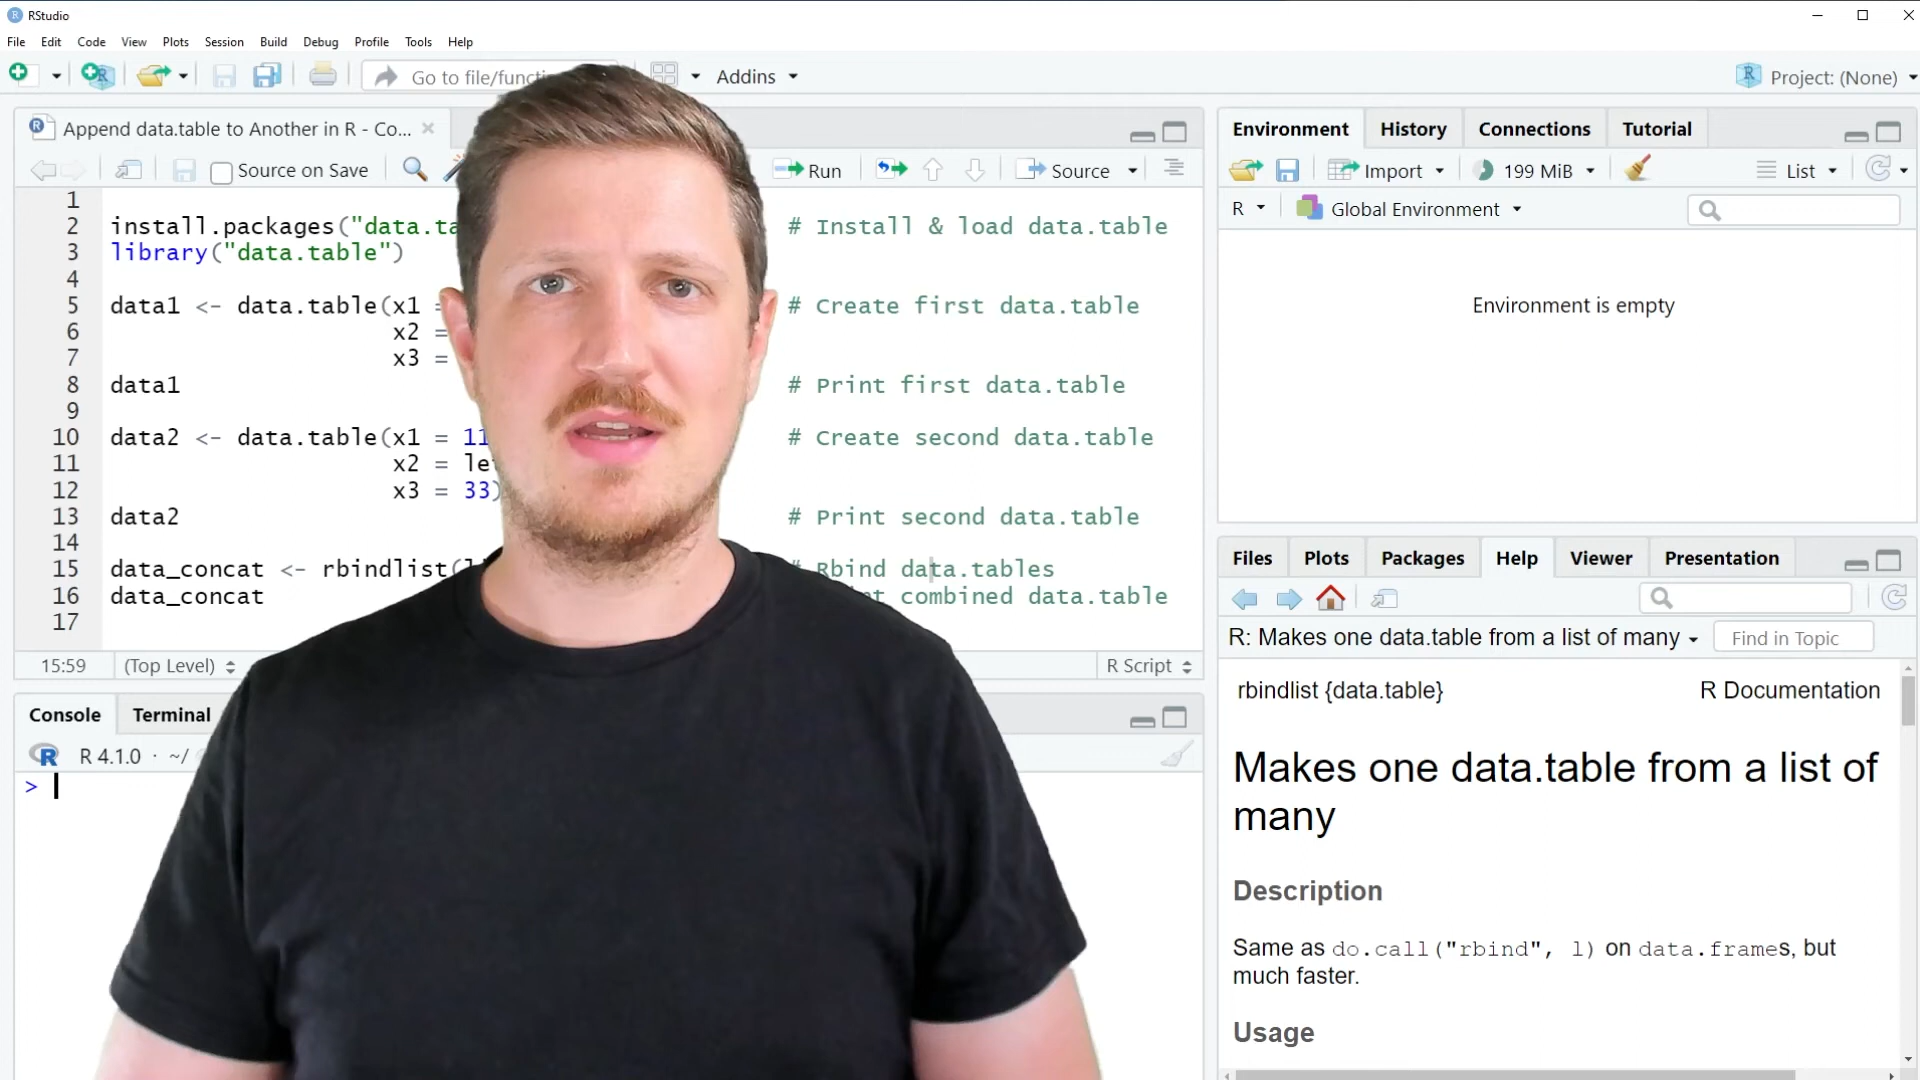 RStudio
File Edit Code View Plots Session Build Debug Profile Tools Help
Go to file/functi
Addins
Project: (None)
Append data.table to Another in R - Co...
Source on Save
Run
Source
1
2 install.packages("data.ta # Install & load data.table
3 library("data.table")
4
5 data1 <- data.table(x1 = # Create first data.table
6 x2 =
7 x3 =
8 data1 # Print first data.table
9
10 data2 <- data.table(x1 = 11 # Create second data.table
11 x2 = le
12 x3 = 33)
13 data2 # Print second data.table
14
15 data_concat <- rbindlist(l # Rbind data.tables
16 data_concat combined data.table
17
15:59 (Top Level) R Script
Console Terminal
R 4.1.0 · ~/
>
Environment History Connections Tutorial
Import 199 MiB List
R Global Environment
Environment is empty
Files Plots Packages Help Viewer Presentation
R: Makes one data.table from a list of many Find in Topic
rbindlist {data.table} R Documentation
Makes one data.table from a list of
many
Description
Same as do.call("rbind", l) on data.frames, but
much faster.
Usage